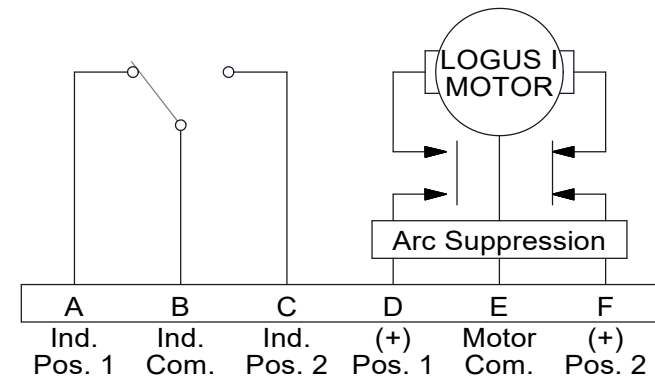 LOGUS I
MOTOR
Arc Suppression
A B C D E F
Ind. Ind. Ind. (+) Motor (+)
Pos. 1 Com. Pos. 2 Pos. 1 Com. Pos. 2